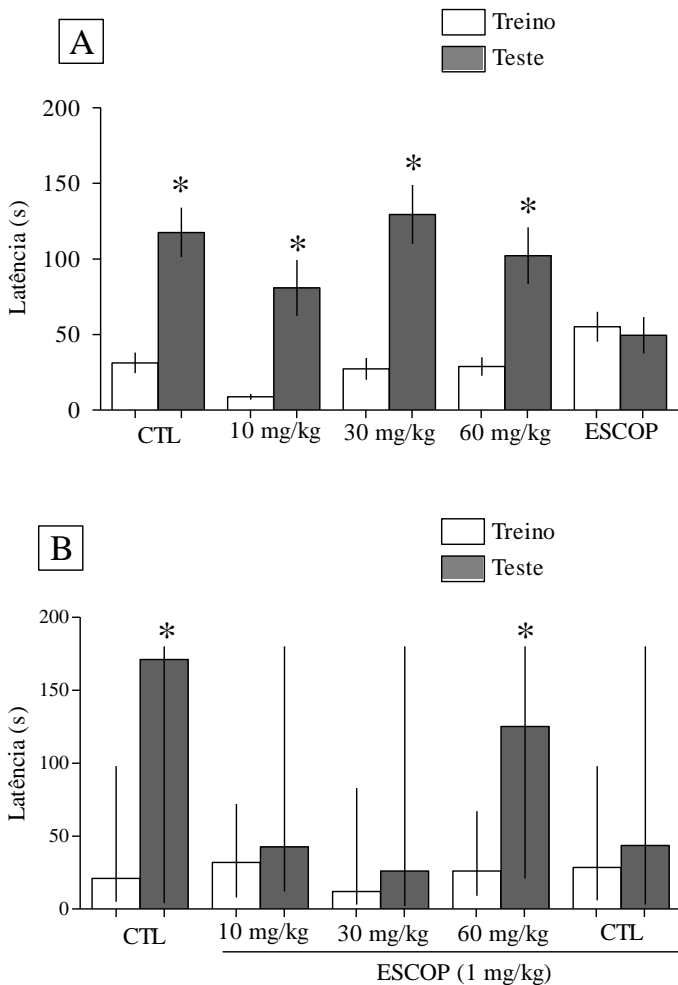 A
Treino
Teste
Latência (s)
200
150
100
50
0
*
*
*
*
CTL 10 mg/kg 30 mg/kg 60 mg/kg ESCOP
B
Treino
Teste
Latência (s)
200
150
100
50
0
*
*
CTL 10 mg/kg 30 mg/kg 60 mg/kg CTL
ESCOP (1 mg/kg)